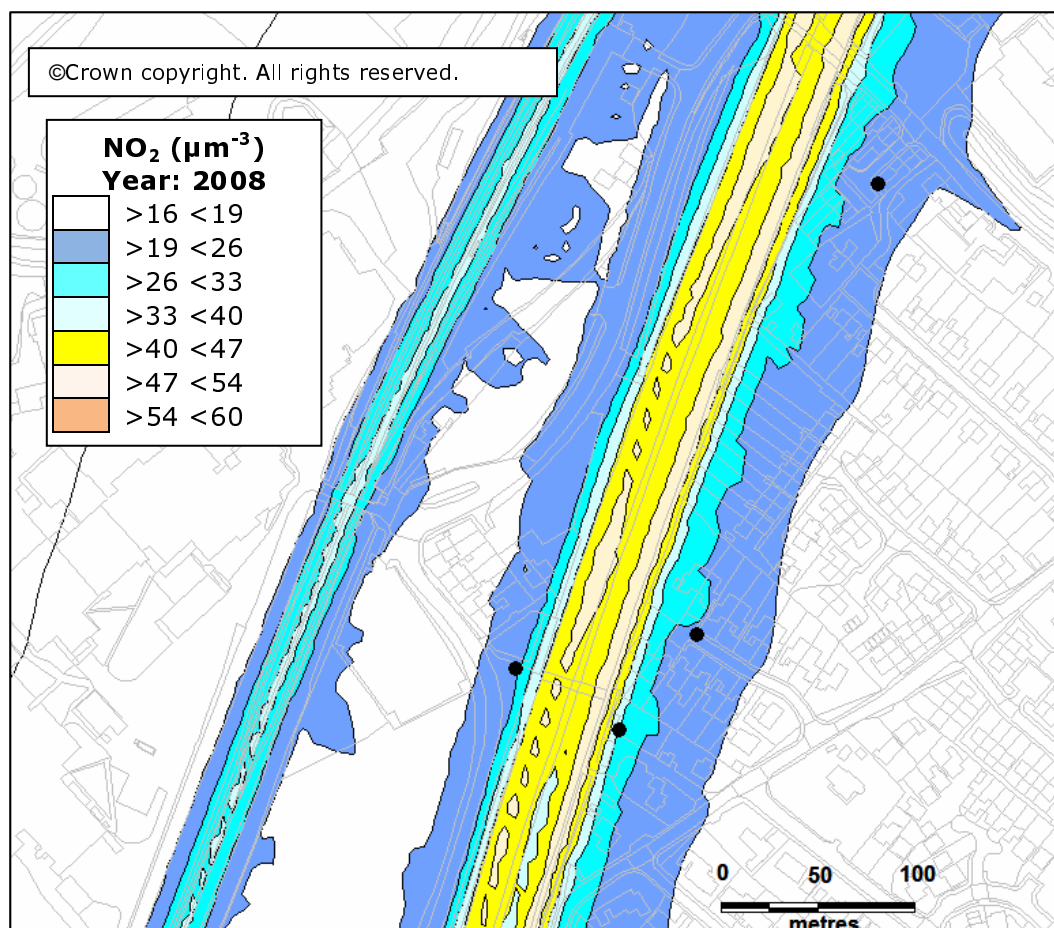 ©Crown copyright. All rights reserved.
NO₂ (µm⁻³)
Year: 2008
>16 <19
>19 <26
>26 <33
>33 <40
>40 <47
>47 <54
>54 <60
0 50 100
metres